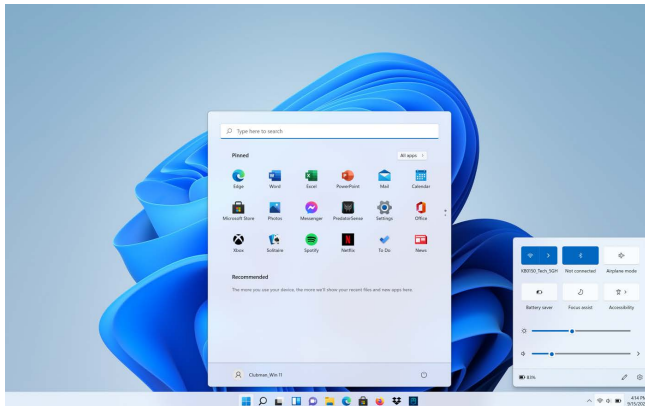 Type here to search
Pinned
All apps >
Edge Word Excel PowerPoint Mail Calendar
Microsoft Store Photos Messenger PredatorSense Settings Office
Xbox Solitaire Spotify Netflix To Do News
Recommended
The more you use your device, the more we'll show your recent files and new apps here.
Clubman_Win 11
Not connected Airplane mode
Battery saver Focus assist Accessibility
83%
4:14 PM